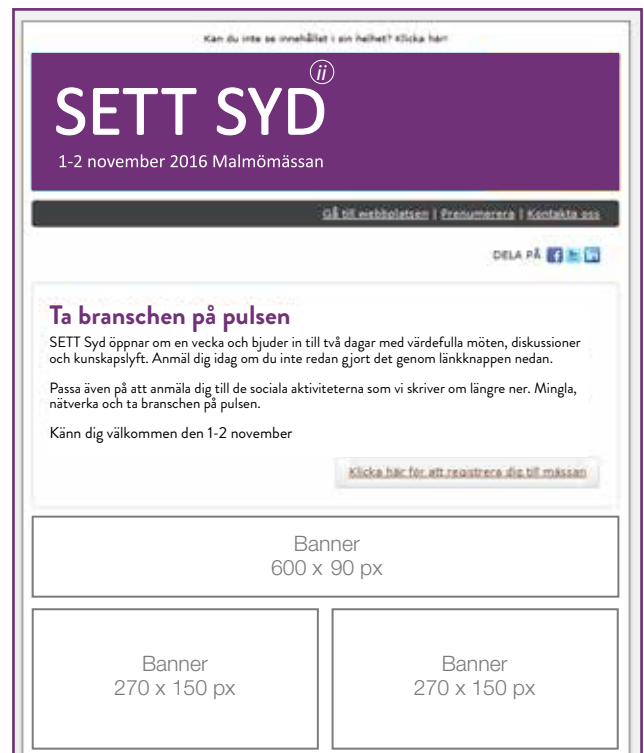 Kan du inte se innehållet i sin helhet? Klicka här!
SETT SYD ii
1-2 november 2016 Malmömässan
Gå till webbplatsen | Prenumerera | Kontakta oss
DELA PÅ
Ta branschen på pulsen
SETT Syd öppnar om en vecka och bjuder in till två dagar med värdefulla möten, diskussioner
och kunskapslyft. Anmäl dig idag om du inte redan gjort det genom länkknappen nedan.
Passa även på att anmäla dig till de sociala aktiviteterna som vi skriver om längre ner. Mingla,
nätverka och ta branschen på pulsen.
Känn dig välkommen den 1-2 november
Klicka här för att registrera dig till mässan
Banner
600 x 90 px
Banner
270 x 150 px
Banner
270 x 150 px